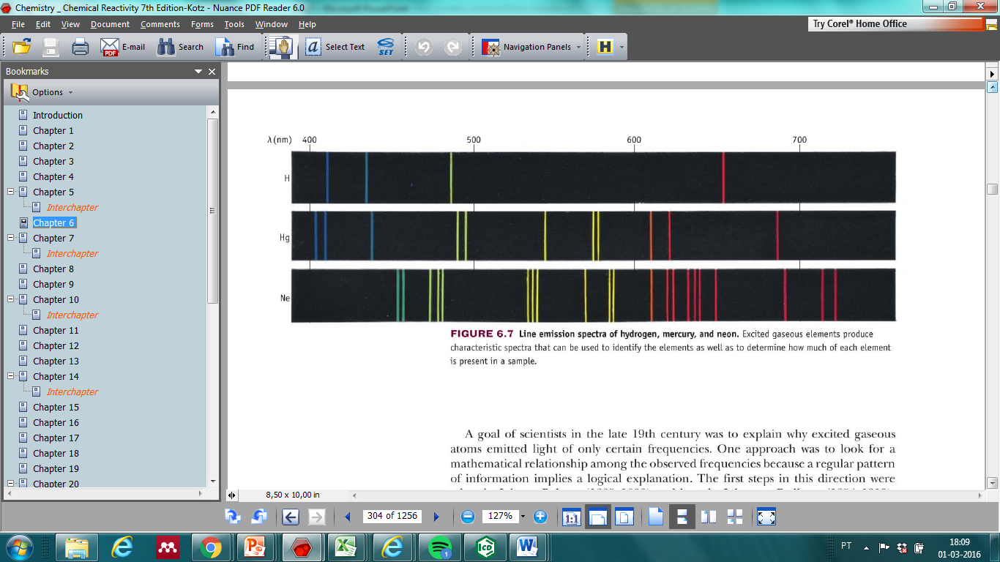 Chemistry _ Chemical Reactivity 7th Edition-Kotz - Nuance PDF Reader 6.0
File Edit View Document Comments Forms Tools Window Help
Try Corel® Home Office
PDF E-mail Search Find a Select Text SET Navigation Panels H
Bookmarks
Options
Introduction
Chapter 1
Chapter 2
Chapter 3
Chapter 4
Chapter 5
Interchapter
Chapter 6
Chapter 7
Interchapter
Chapter 8
Chapter 9
Chapter 10
Interchapter
Chapter 11
Chapter 12
Chapter 13
Chapter 14
Interchapter
Chapter 15
Chapter 16
Chapter 17
Chapter 18
Chapter 19
Chapter 20
λ (nm) 400 500 600 700
H
Hg
Ne
FIGURE 6.7 Line emission spectra of hydrogen, mercury, and neon. Excited gaseous elements produce
characteristic spectra that can be used to identify the elements as well as to determine how much of each element
is present in a sample.
A goal of scientists in the late 19th century was to explain why excited gaseous
atoms emitted light of only certain frequencies. One approach was to look for a
mathematical relationship among the observed frequencies because a regular pattern
of information implies a logical explanation. The first steps in this direction were
8,50 x 10,00 in
304 of 1256 127% 1:1
PT 18:09
01-03-2016